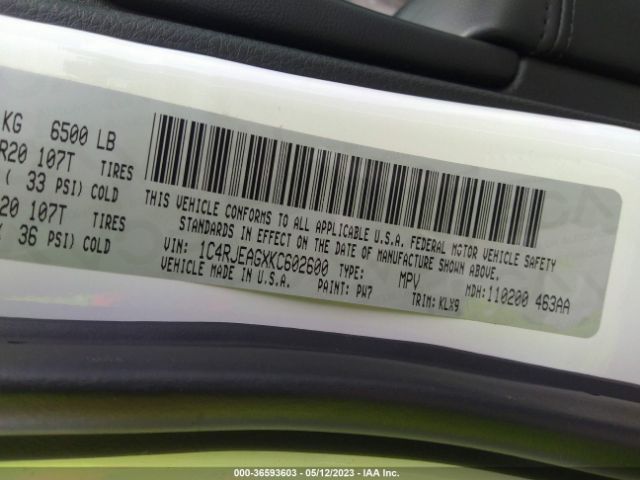 KG 6500 LB
R20 107T TIRES
( 33 PSI) COLD
20 107T TIRES
( 36 PSI) COLD
THIS VEHICLE CONFORMS TO ALL APPLICABLE U.S.A. FEDERAL MOTOR VEHICLE SAFETY
STANDARDS IN EFFECT ON THE DATE OF MANUFACTURE SHOWN ABOVE.
VIN: 1C4RJEAGXKC602600 TYPE: MPV MDH:110200 463AA
VEHICLE MADE IN U.S.A. PAINT: PW7 TRIM: KLX9
000-36593603 - 05/12/2023 - IAA Inc.